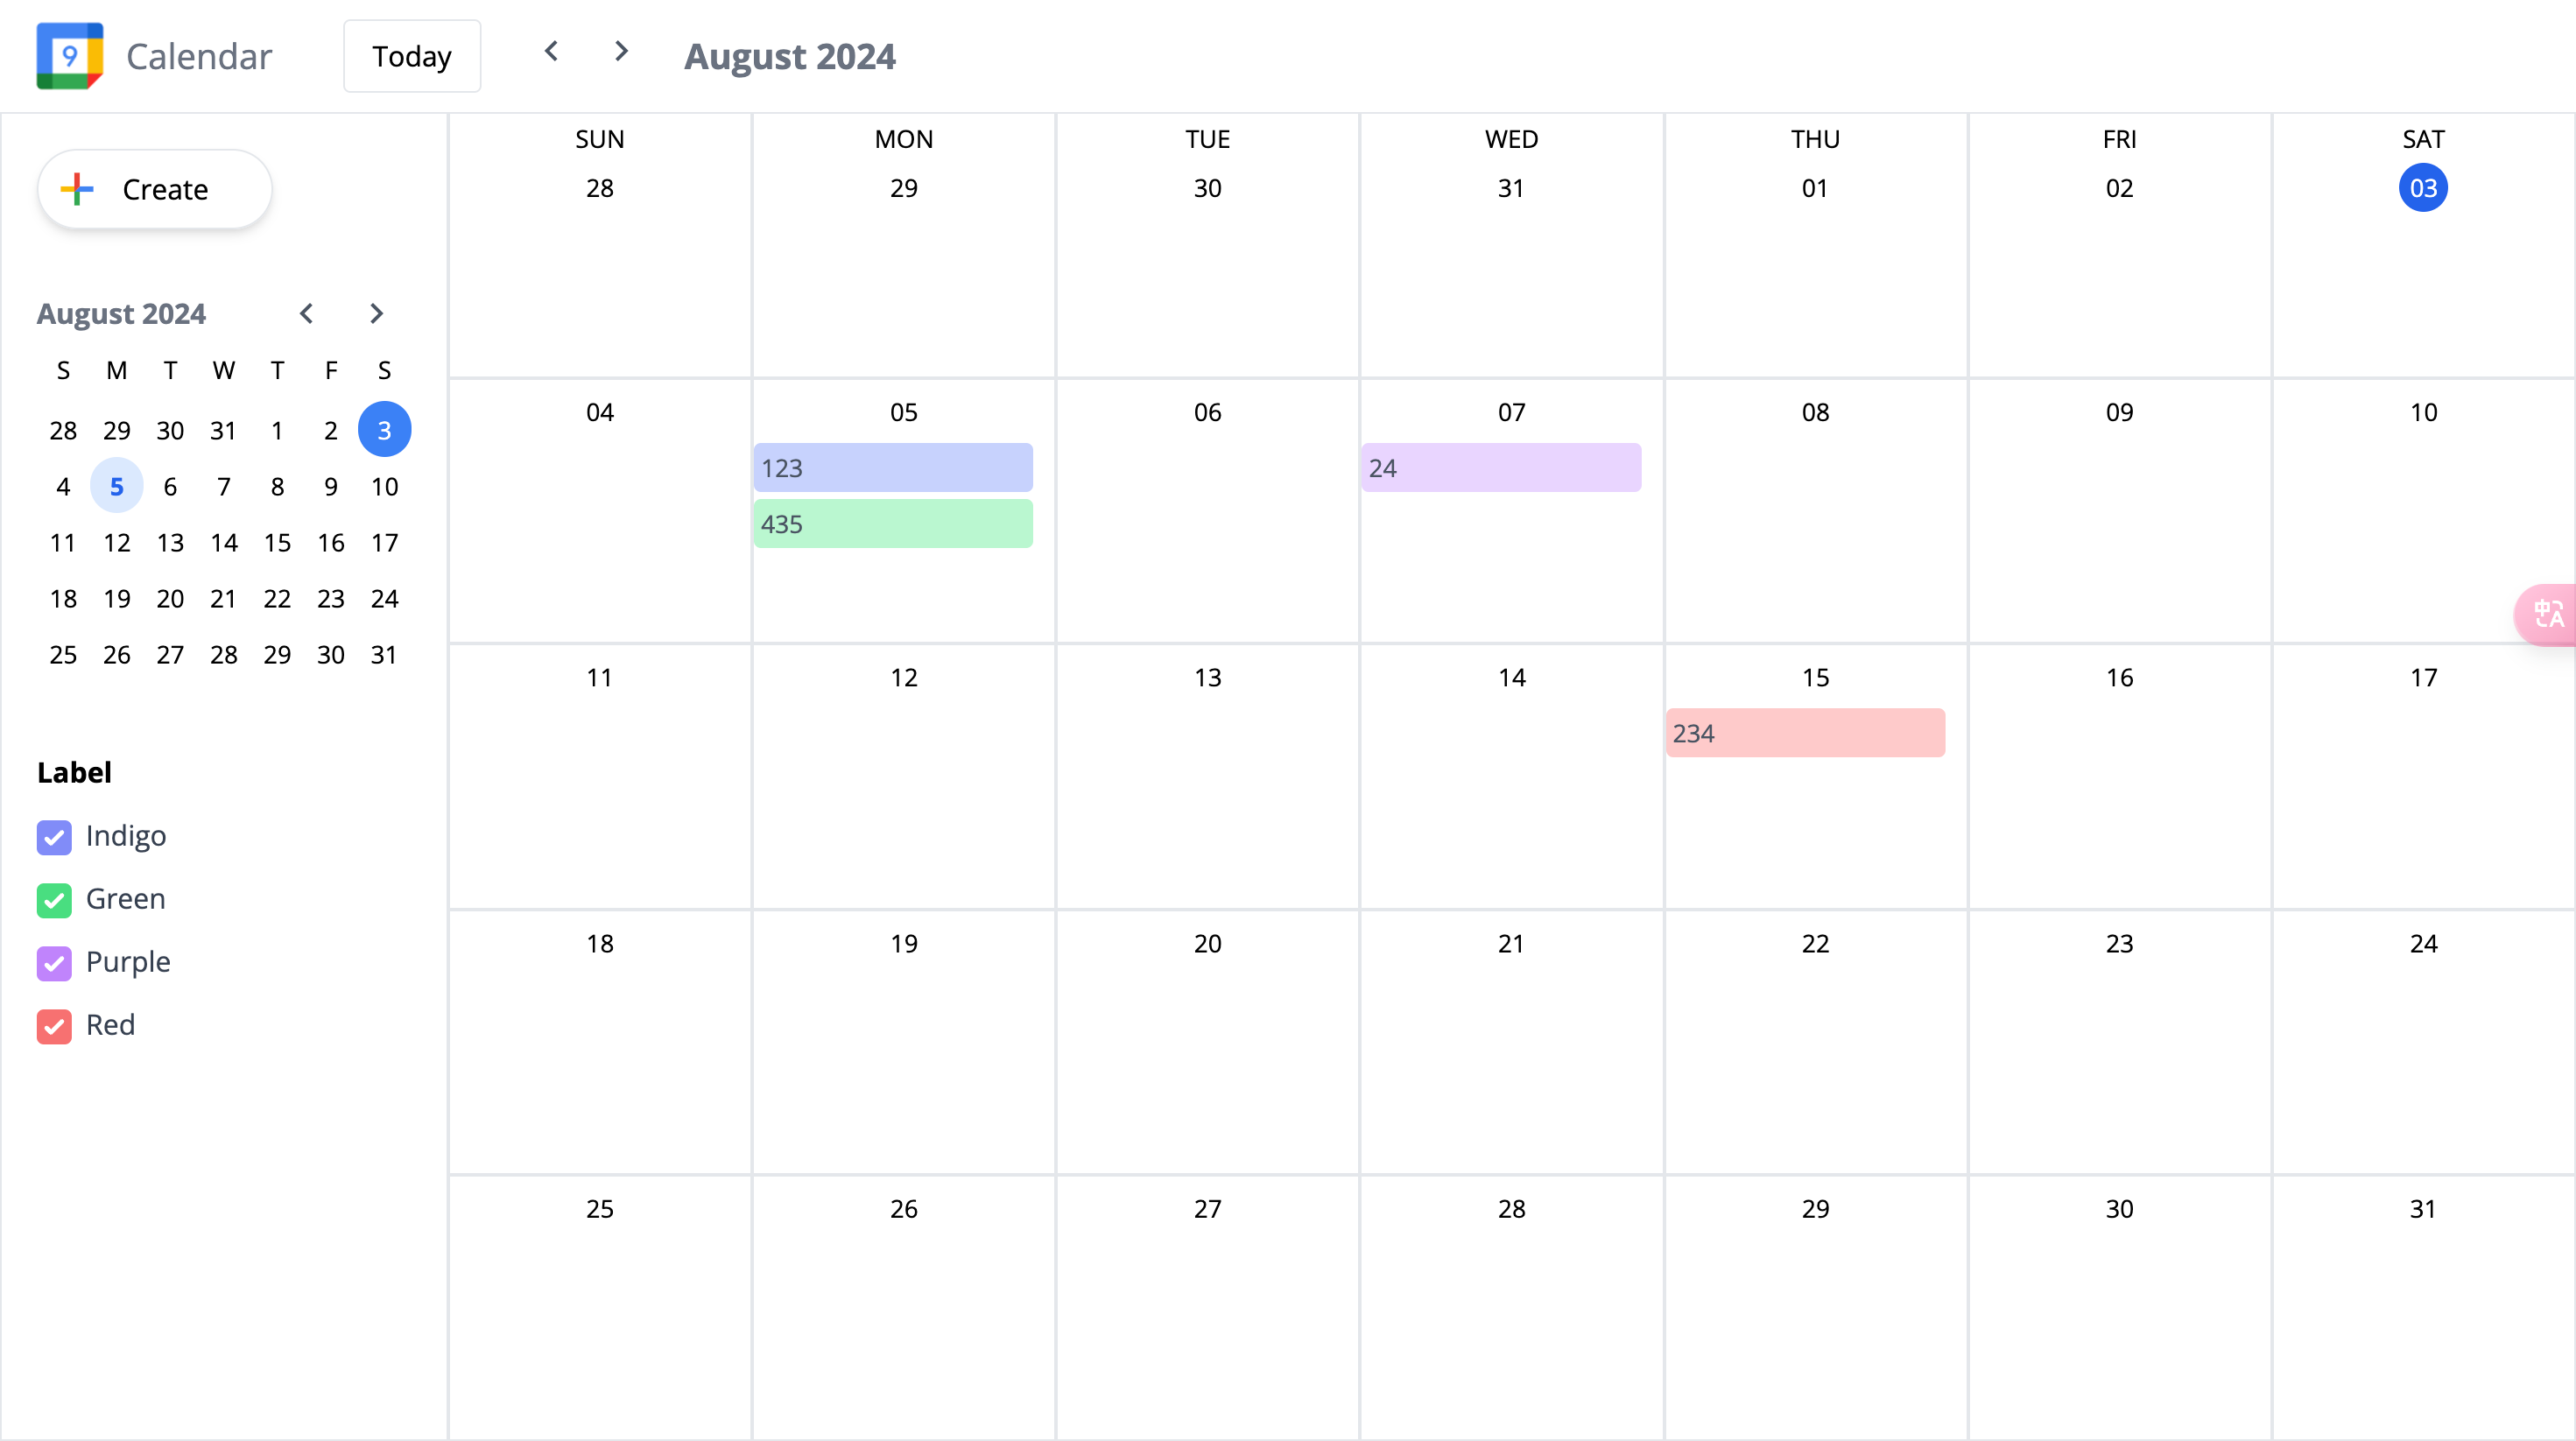 9 Calendar Today August 2024
Create
August 2024
S M T W T F S
28 29 30 31 1 2 3
4 5 6 7 8 9 10
11 12 13 14 15 16 17
18 19 20 21 22 23 24
25 26 27 28 29 30 31
Label
Indigo
Green
Purple
Red
SUN MON TUE WED THU FRI SAT
28 29 30 31 01 02 03
04 05 06 07 08 09 10
123 24
435
11 12 13 14 15 16 17
234
18 19 20 21 22 23 24
25 26 27 28 29 30 31
中 A